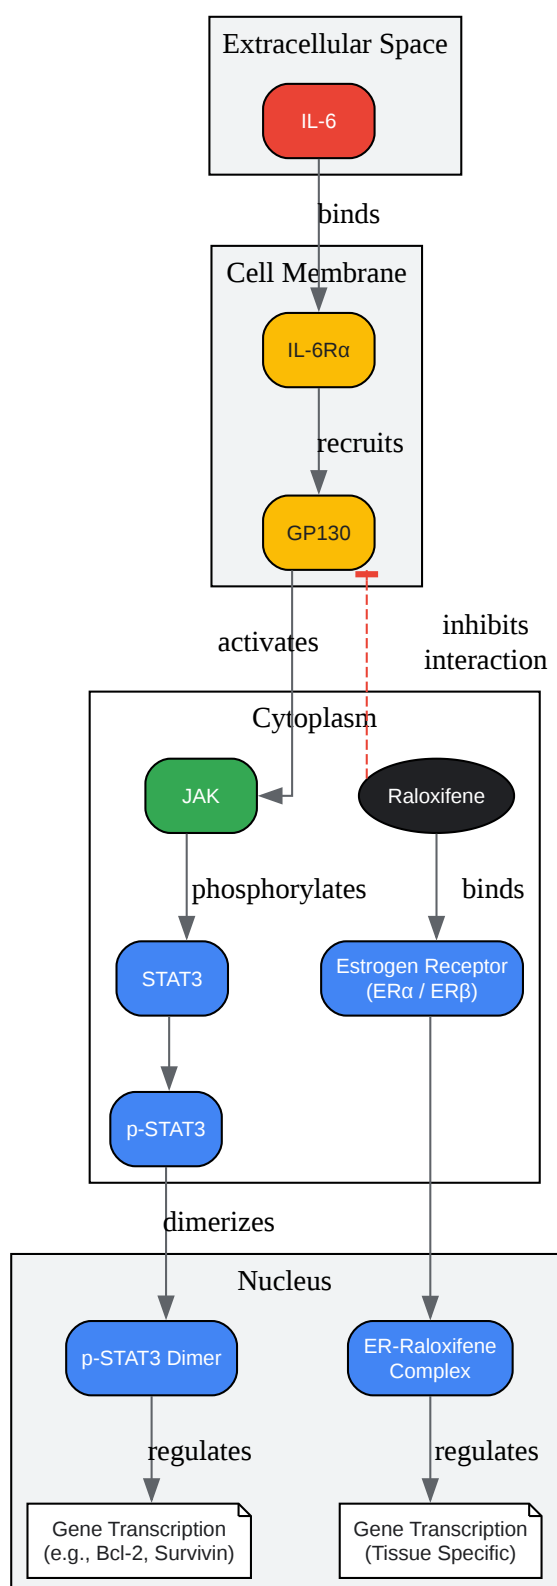 Extracellular Space
IL-6
binds
Cell Membrane
IL-6Rα
recruits
GP130
activates
inhibits
interaction
Cytoplasm
JAK
Raloxifene
phosphorylates
binds
STAT3
Estrogen Receptor
(ERα / ERβ)
p-STAT3
dimerizes
Nucleus
p-STAT3 Dimer
ER-Raloxifene
Complex
regulates
regulates
Gene Transcription
(e.g., Bcl-2, Survivin)
Gene Transcription
(Tissue Specific)